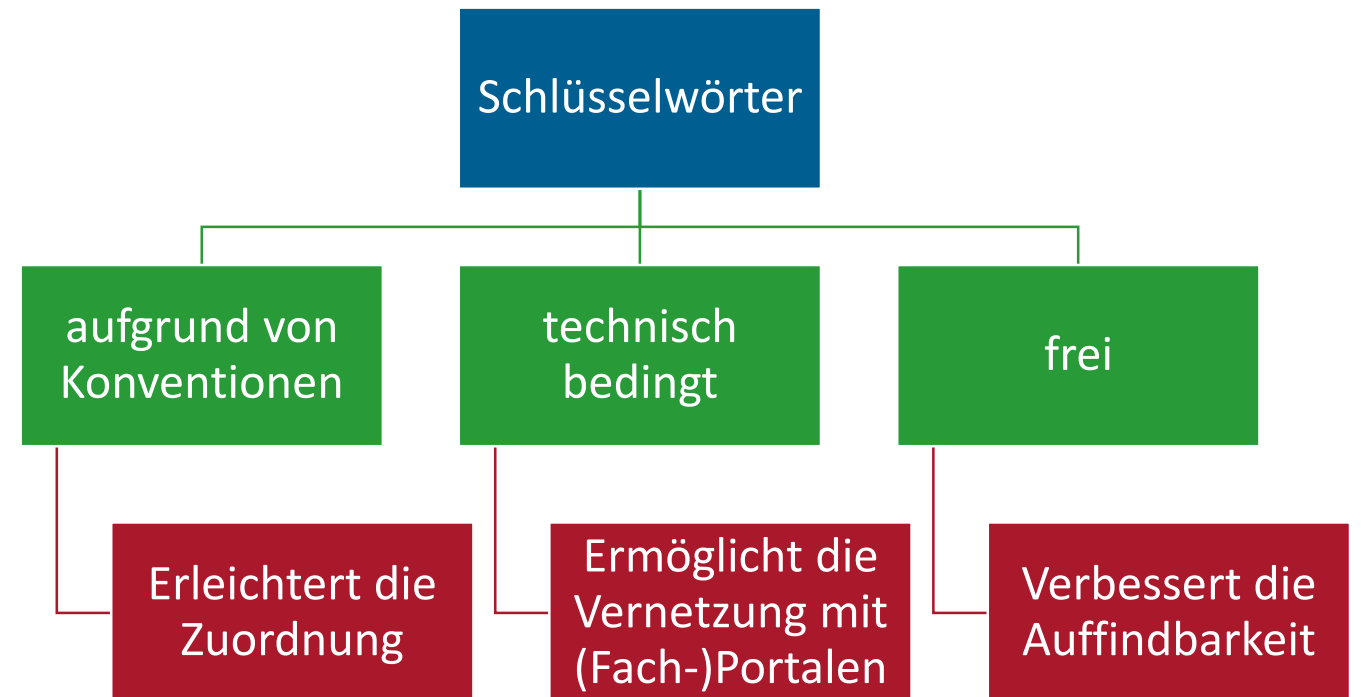 Schlüsselwörter
aufgrund von
Konventionen
technisch
bedingt
frei
Erleichtert die
Zuordnung
Ermöglicht die
Vernetzung mit
(Fach-)Portalen
Verbessert die
Auffindbarkeit